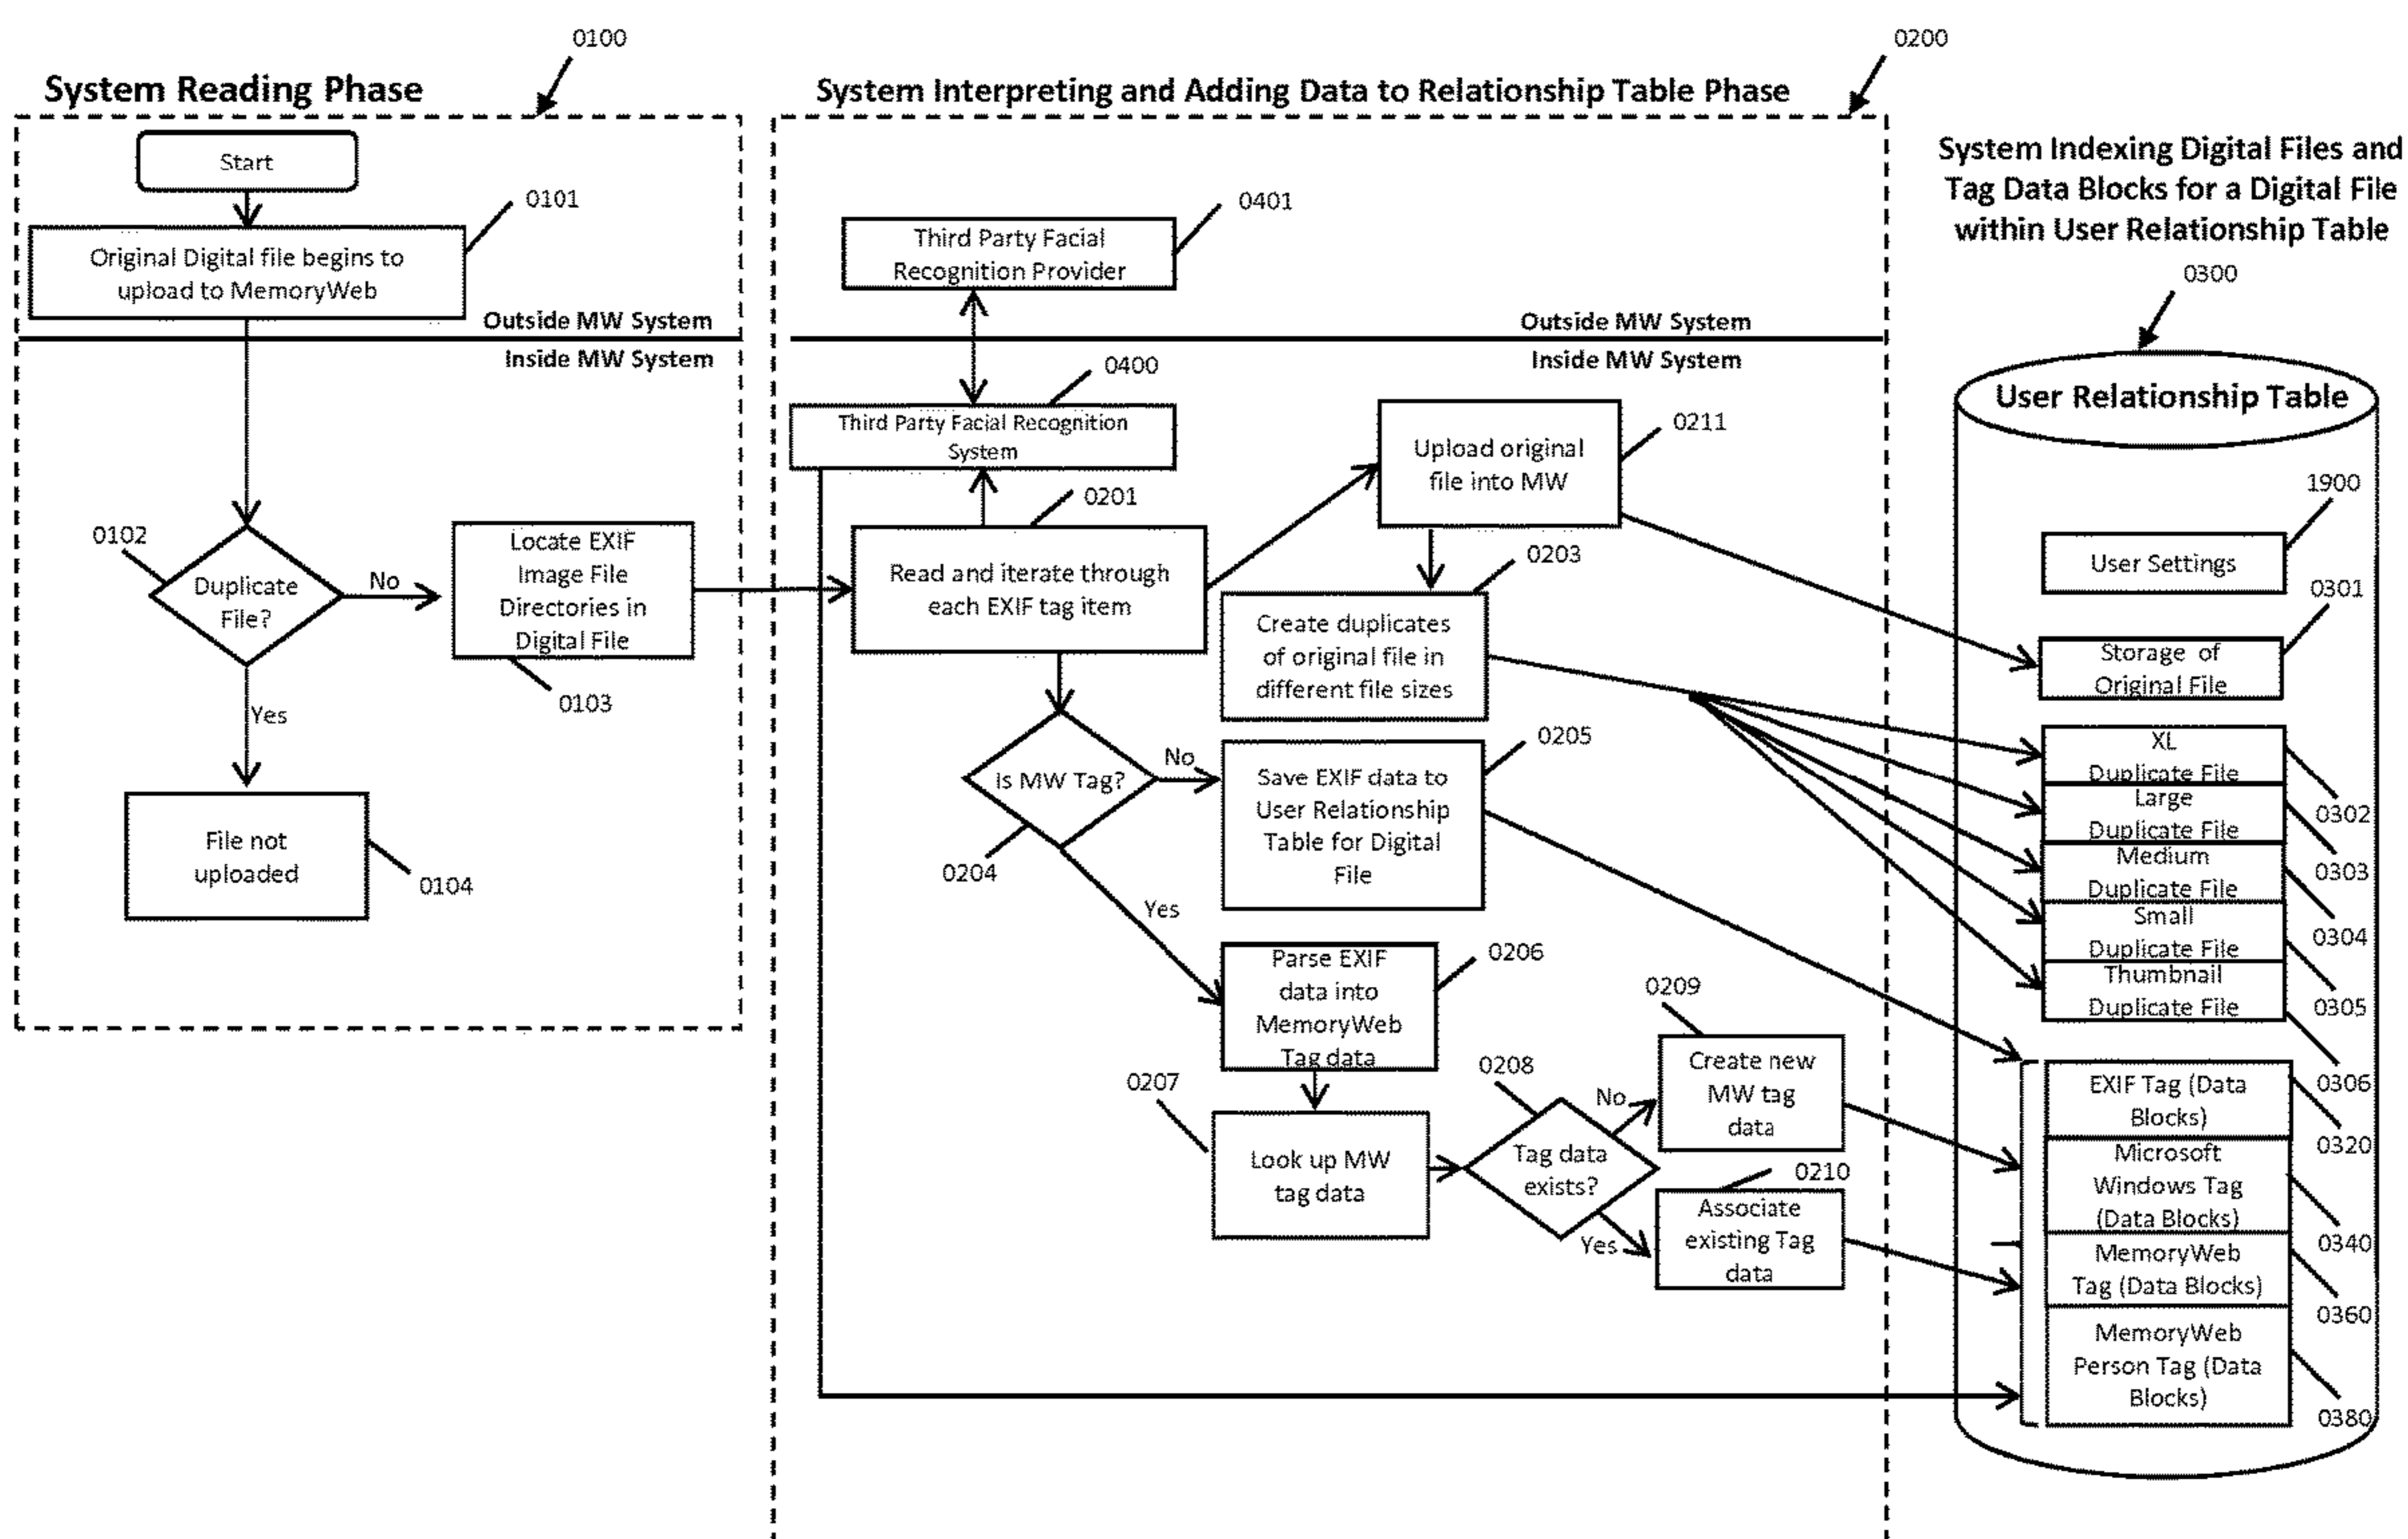 0100
System Reading Phase
Start
0101
Original Digital file begins to
upload to MemoryWeb
Outside MW System
Inside MW System
0102
Duplicate
File?
No
Locate EXIF
Image File
Directories in
Digital File
0103
Yes
File not
uploaded
0104
0200
System Interpreting and Adding Data to Relationship Table Phase
0401
Third Party Facial
Recognition Provider
Outside MW System
Inside MW System
0400
Third Party Facial Recognition
System
0211
Upload original
file into MW
0201
Read and iterate through
each EXIF tag item
0203
Create duplicates
of original file in
different file sizes
Is MW Tag?
0204
No
0205
Save EXIF data to
User Relationship
Table for Digital
File
Yes
0206
Parse EXIF
data into
MemoryWeb
Tag data
0207
Look up MW
tag data
0208
Tag data
exists?
No
0209
Create new
MW tag
data
Yes
0210
Associate
existing Tag
data
System Indexing Digital Files and
Tag Data Blocks for a Digital File
within User Relationship Table
0300
User Relationship Table
1900
User Settings
0301
Storage of
Original File
XL
Duplicate File
0302
Large
Duplicate File
0303
Medium
Duplicate File
0304
Small
Duplicate File
0305
Thumbnail
Duplicate File
0306
EXIF Tag (Data
Blocks)
0320
Microsoft
Windows Tag
(Data Blocks)
0340
MemoryWeb
Tag (Data Blocks)
0360
MemoryWeb
Person Tag (Data
Blocks)
0380